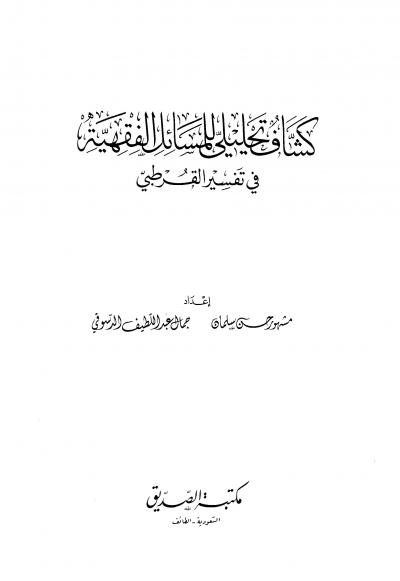 كشاف تحليلي للمسائل الفقهية
في تفسير القرطبي
إعداد
مشهور حسن سلمان جمال عبد اللطيف الدسوقي
مكتبة الصديق
السعودية - الطائف